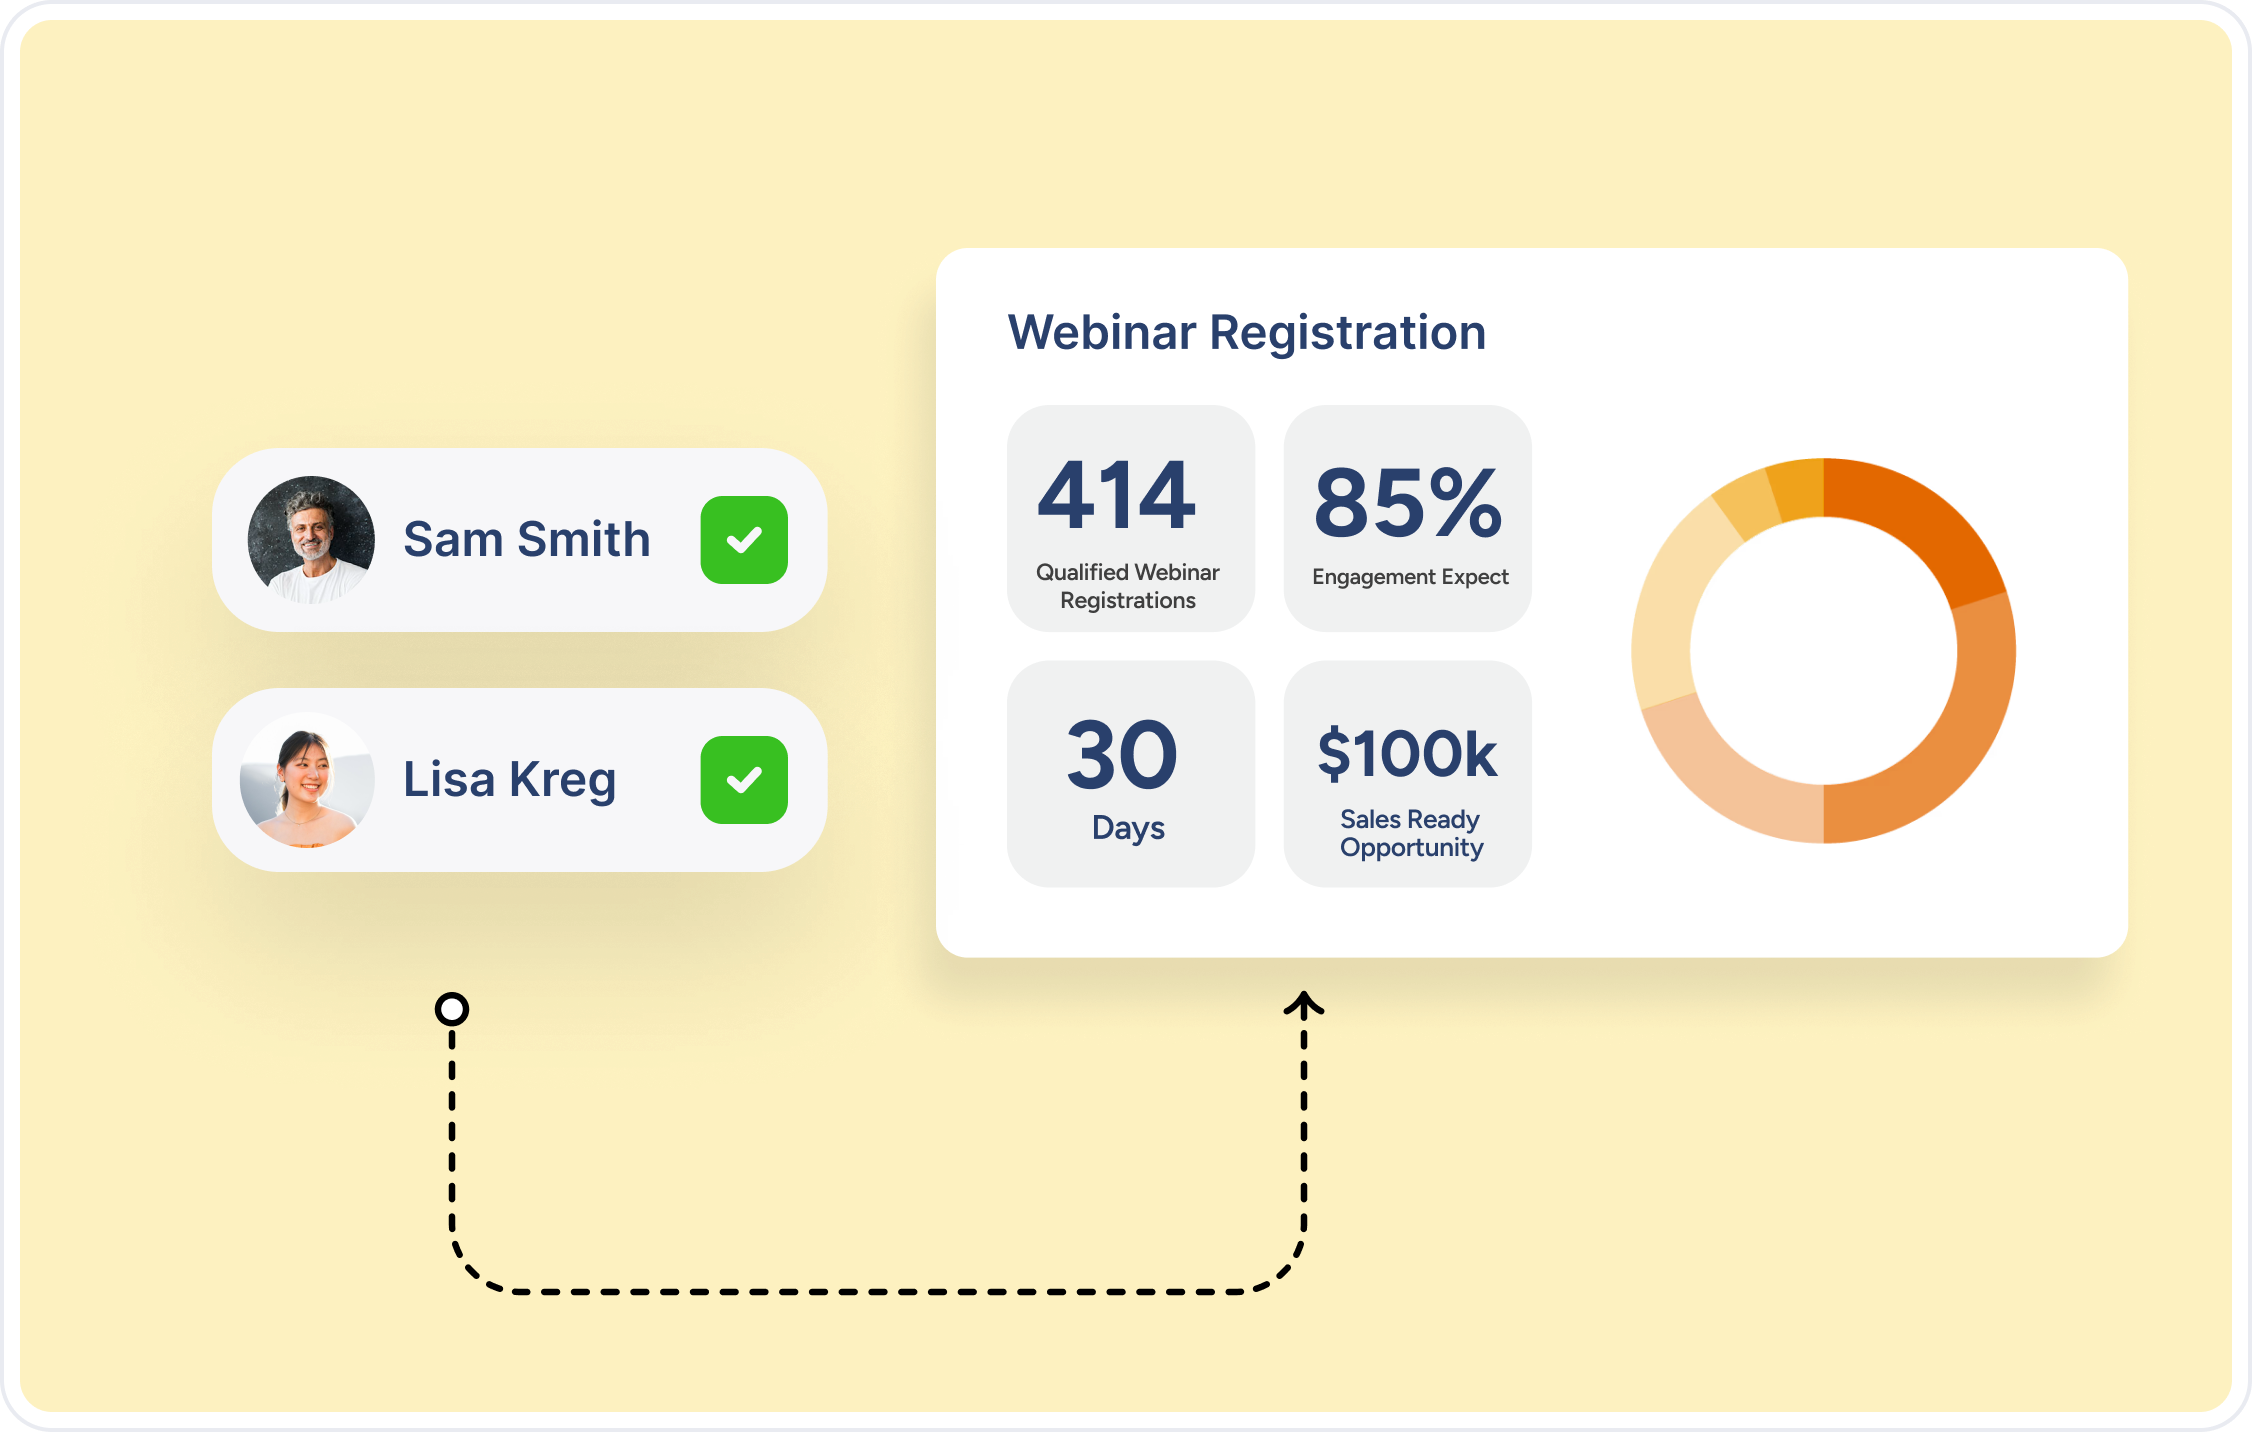 Sam Smith
Lisa Kreg
Webinar Registration
414
Qualified Webinar
Registrations
85%
Engagement Expect
30
Days
$100k
Sales Ready
Opportunity